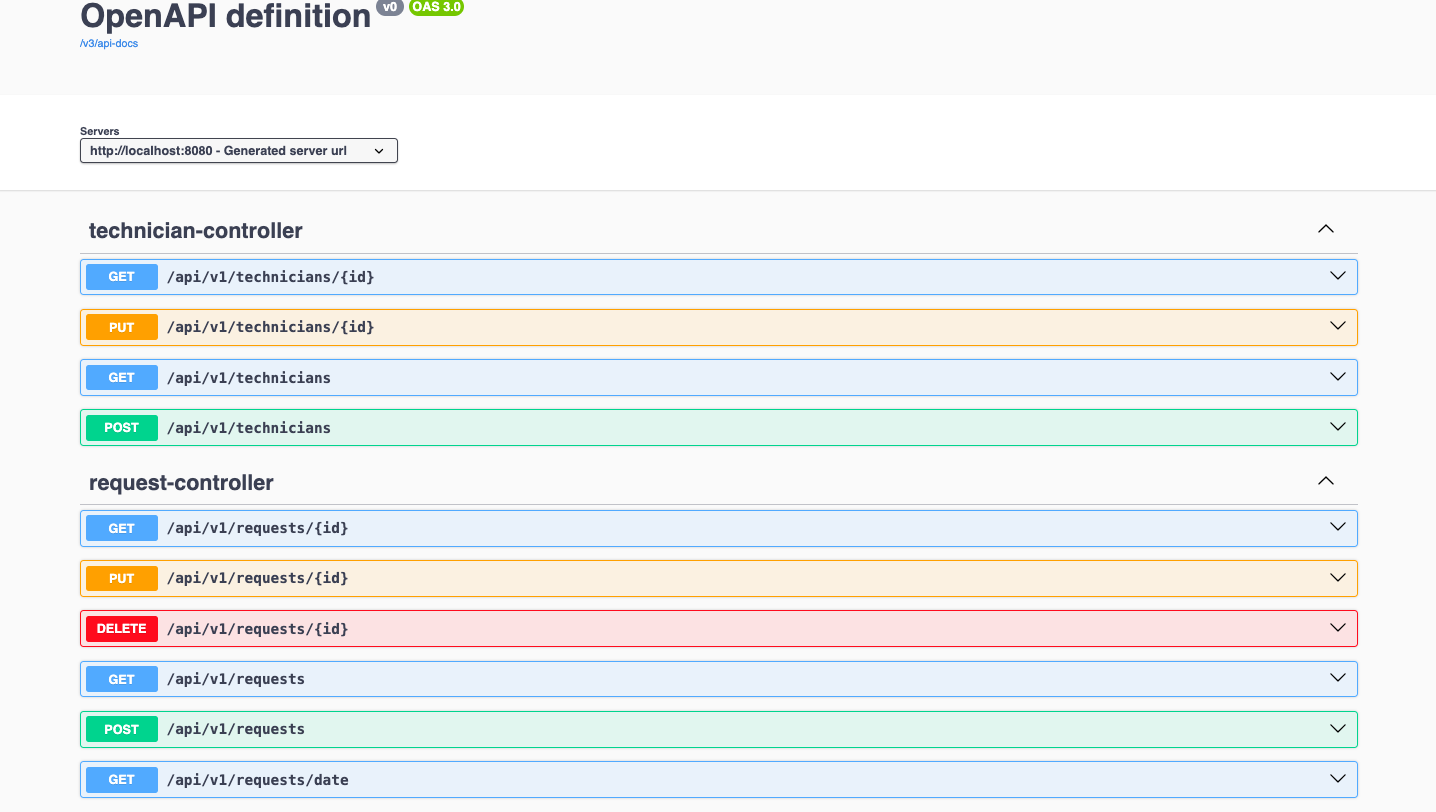 OpenAPI definition v0 OAS 3.0
/v3/api-docs
Servers
http://localhost:8080 - Generated server url
technician-controller
GET /api/v1/technicians/{id}
PUT /api/v1/technicians/{id}
GET /api/v1/technicians
POST /api/v1/technicians
request-controller
GET /api/v1/requests/{id}
PUT /api/v1/requests/{id}
DELETE /api/v1/requests/{id}
GET /api/v1/requests
POST /api/v1/requests
GET /api/v1/requests/date